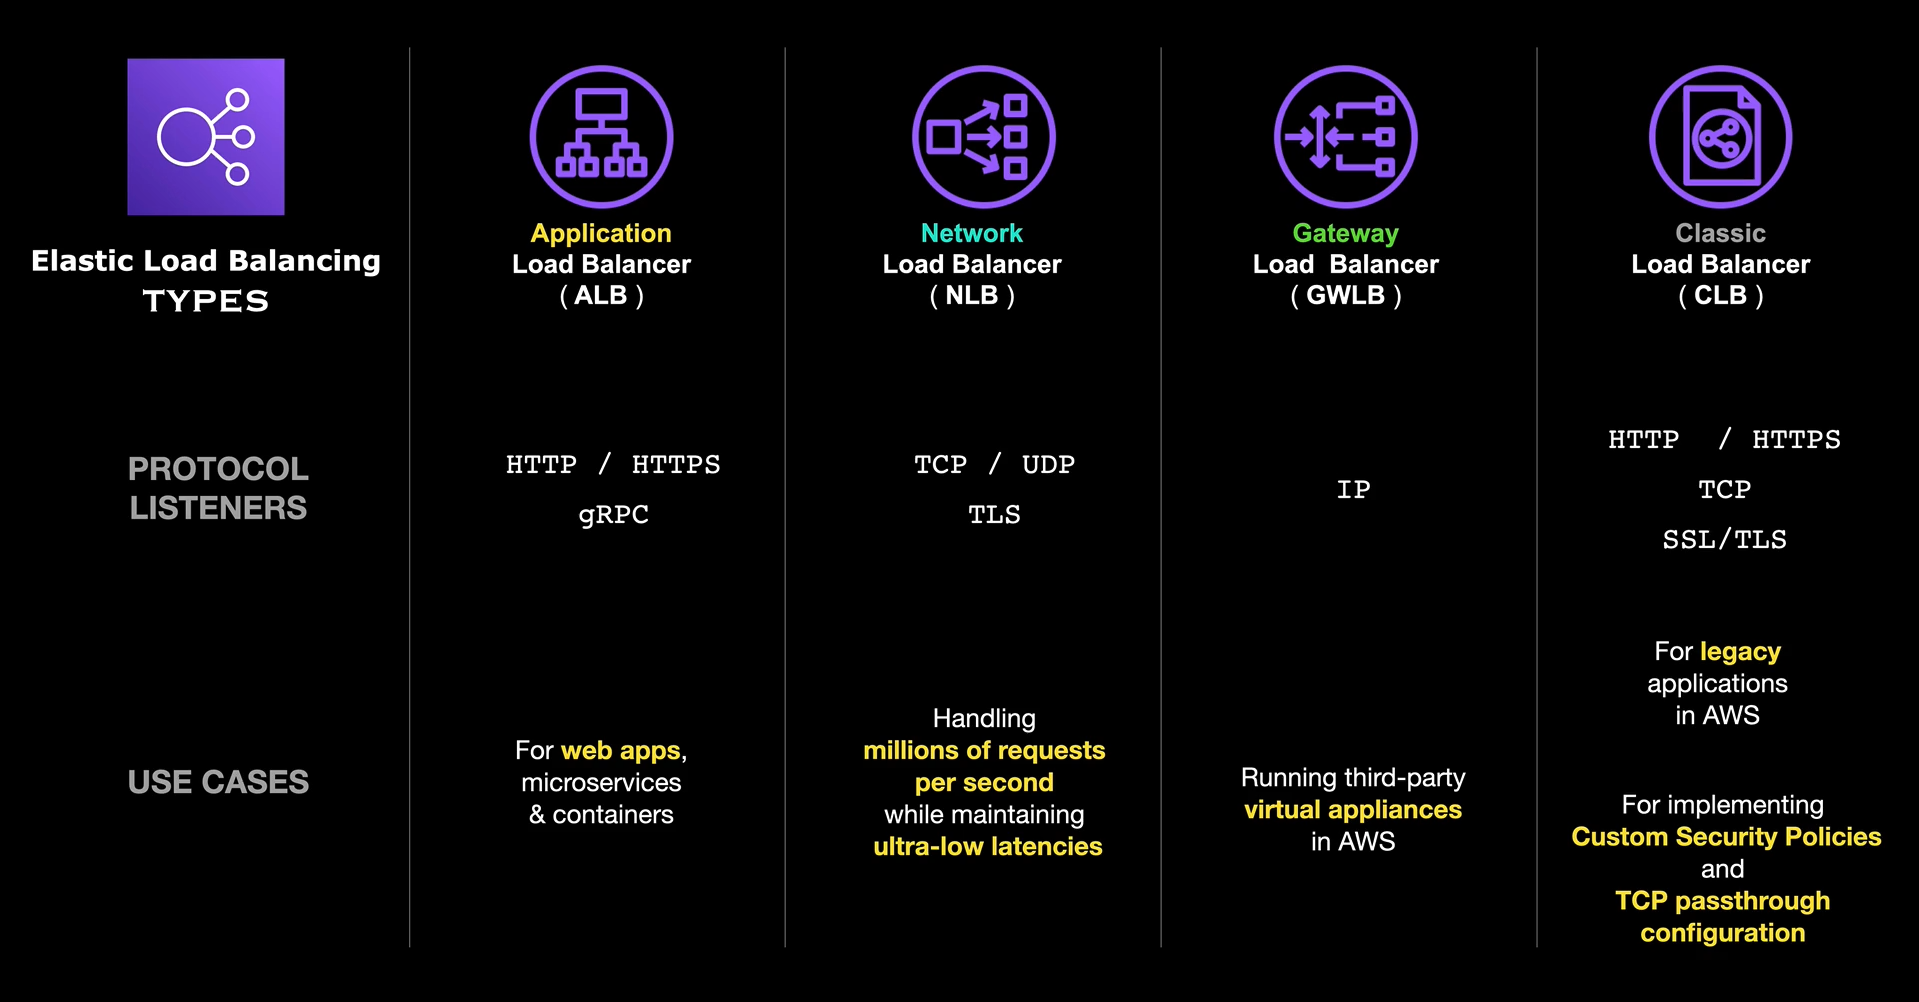 Elastic Load Balancing
TYPES
Application
Load Balancer
( ALB )
Network
Load Balancer
( NLB )
Gateway
Load  Balancer
( GWLB )
Classic
Load Balancer
( CLB )
PROTOCOL
LISTENERS
HTTP / HTTPS
gRPC
TCP / UDP
TLS
IP
HTTP  / HTTPS
TCP
SSL/TLS
USE CASES
For web apps,
microservices
& containers
Handling
millions of requests
per second
while maintaining
ultra-low latencies
Running third-party
virtual appliances
in AWS
For legacy
applications
in AWS
For implementing
Custom Security Policies
and
TCP passthrough
configuration